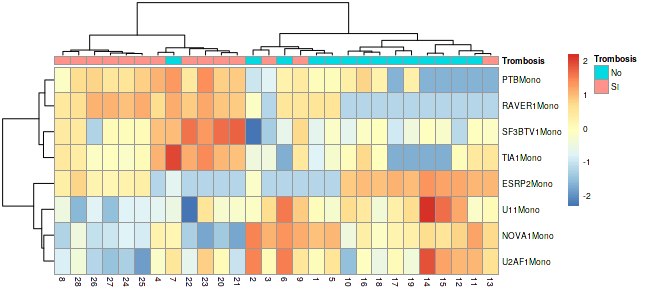 Trombosis
PTBMono
RAVER1Mono
SF3BTV1Mono
TIA1Mono
ESRP2Mono
U11Mono
NOVA1Mono
U2AF1Mono
8 28 26 27 24 25 4 7 22 23 20 21 2 3 6 9 1 5 10 16 18 17 19 14 15 12 11 13
2
1
0
-1
-2
Trombosis
No
SI